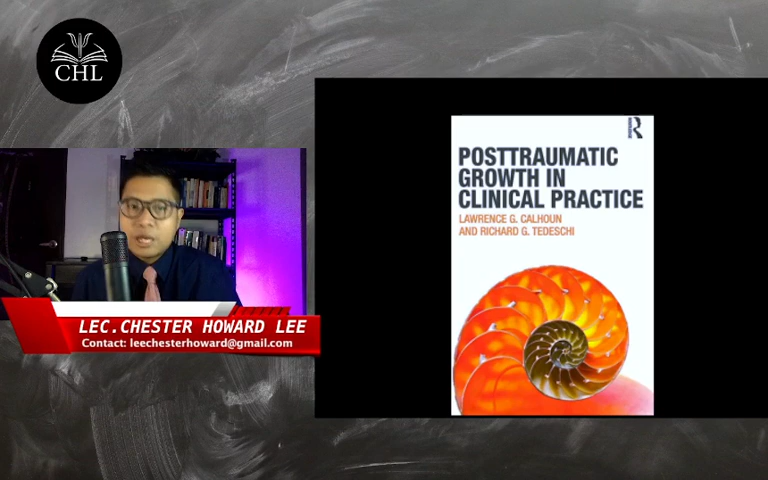 CHL
LEC.CHESTER HOWARD LEE
Contact: leechesterhoward@gmail.com
R
POSTTRAUMATIC
GROWTH IN
CLINICAL PRACTICE
LAWRENCE G. CALHOUN
AND RICHARD G. TEDESCHI